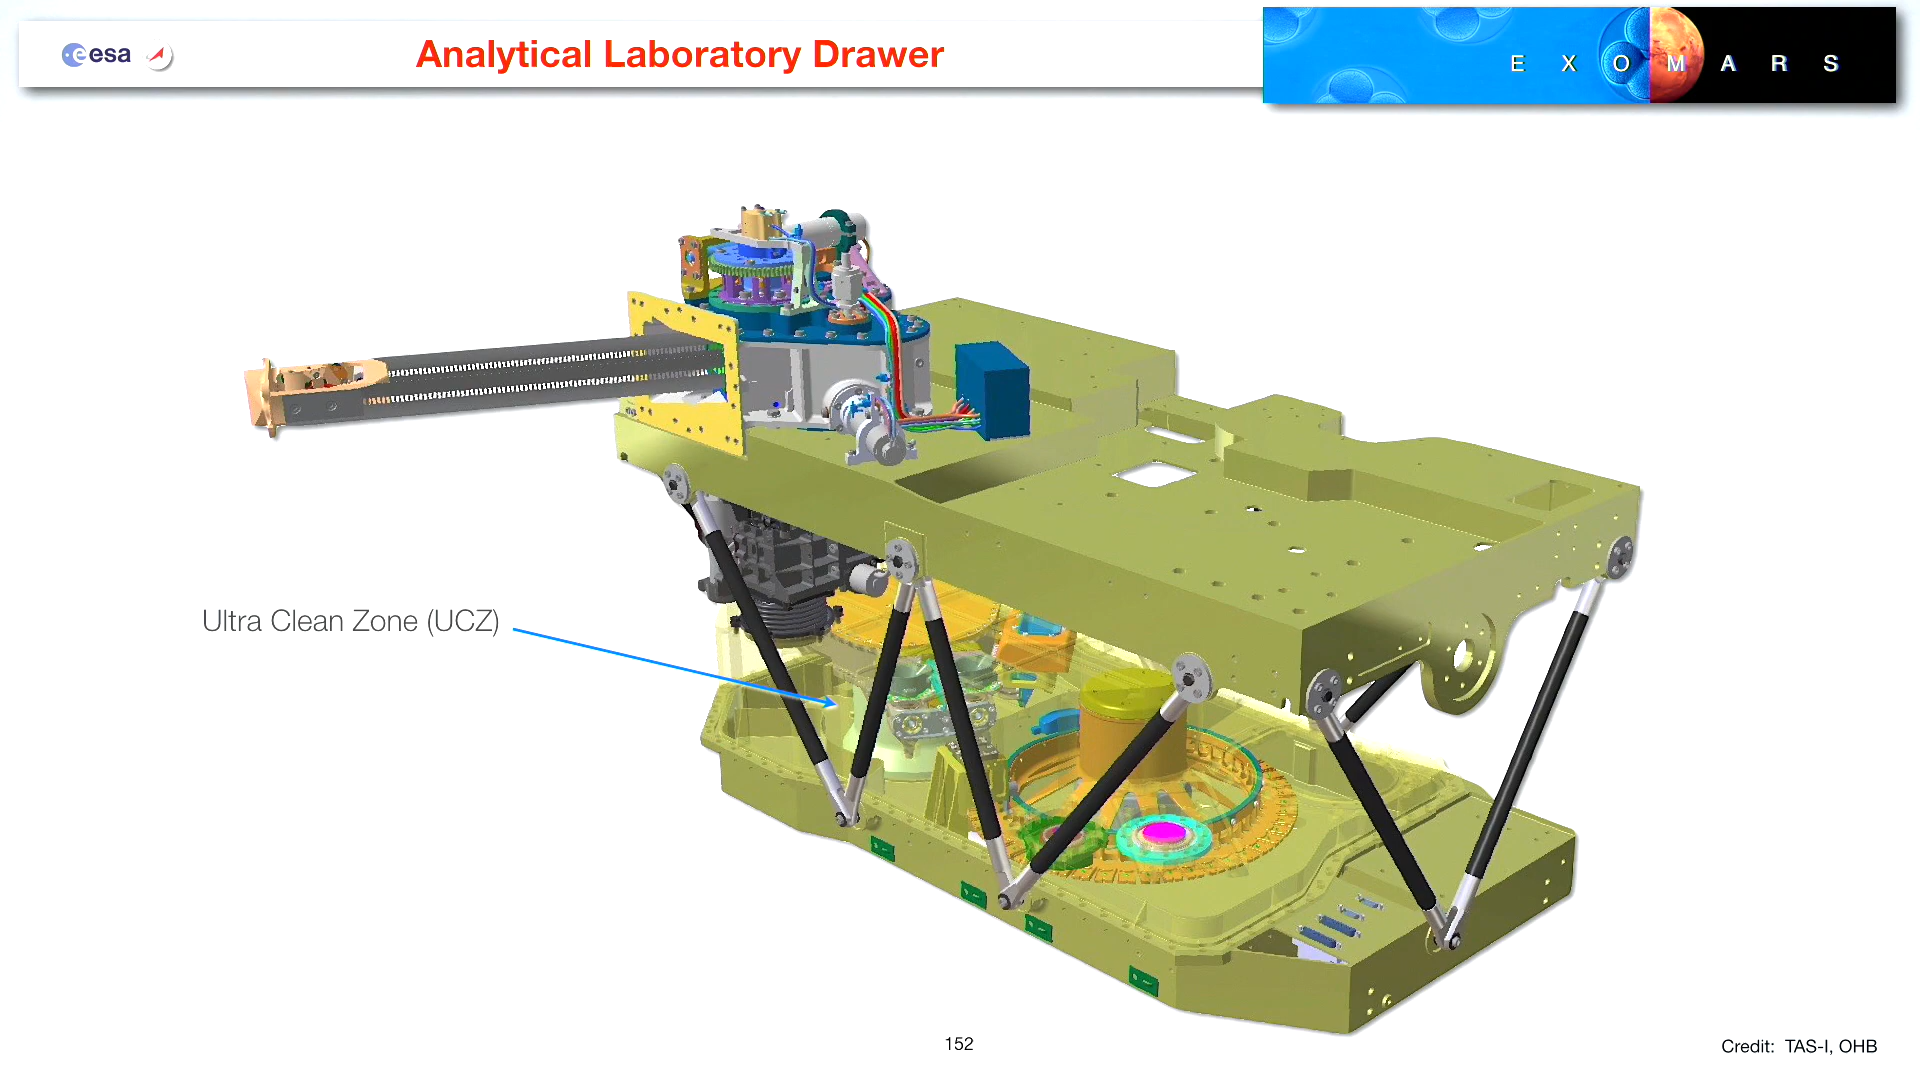 esa
Analytical Laboratory Drawer
E X O M A R S
Ultra Clean Zone (UCZ)
152
Credit: TAS-I, OHB